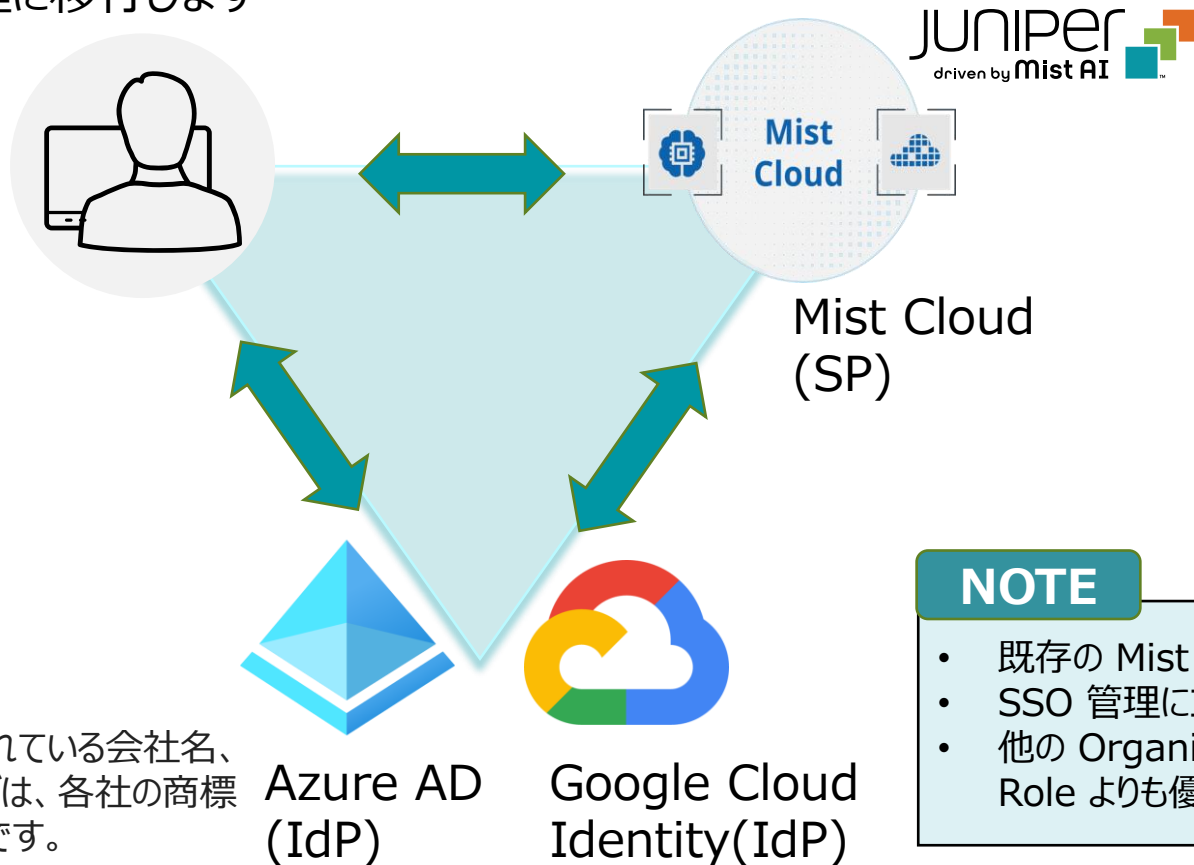 に移行します
JUNIPEr
driven by Mist AI
Mist
Cloud
Mist Cloud
(SP)
NOTE
• 既存の Mist
• SSO 管理に
• 他の Organi
Role よりも優
れている会社名、
は、各社の商標
です。
Azure AD
(IdP)
Google Cloud
Identity(IdP)